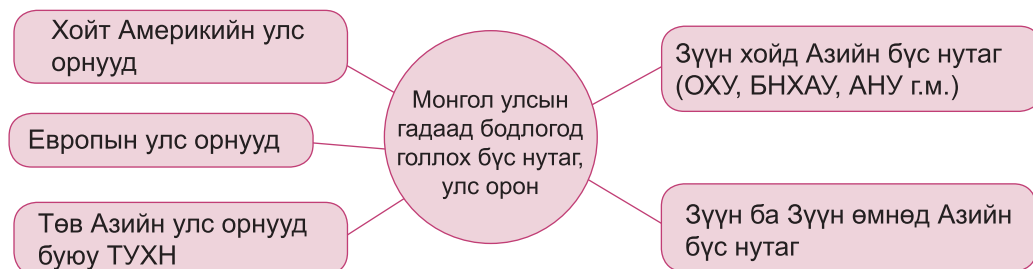 Хойт Америкийн улс
орнууд
Европын улс орнууд
Төв Азийн улс орнууд
буюу ТУХН
Монгол улсын
гадаад бодлогод
голлох бүс нутаг,
улс орон
Зүүн хойд Азийн бүс нутаг
(ОХУ, БНХАУ, АНУ г.м.)
Зүүн ба Зүүн өмнөд Азийн
бүс нутаг